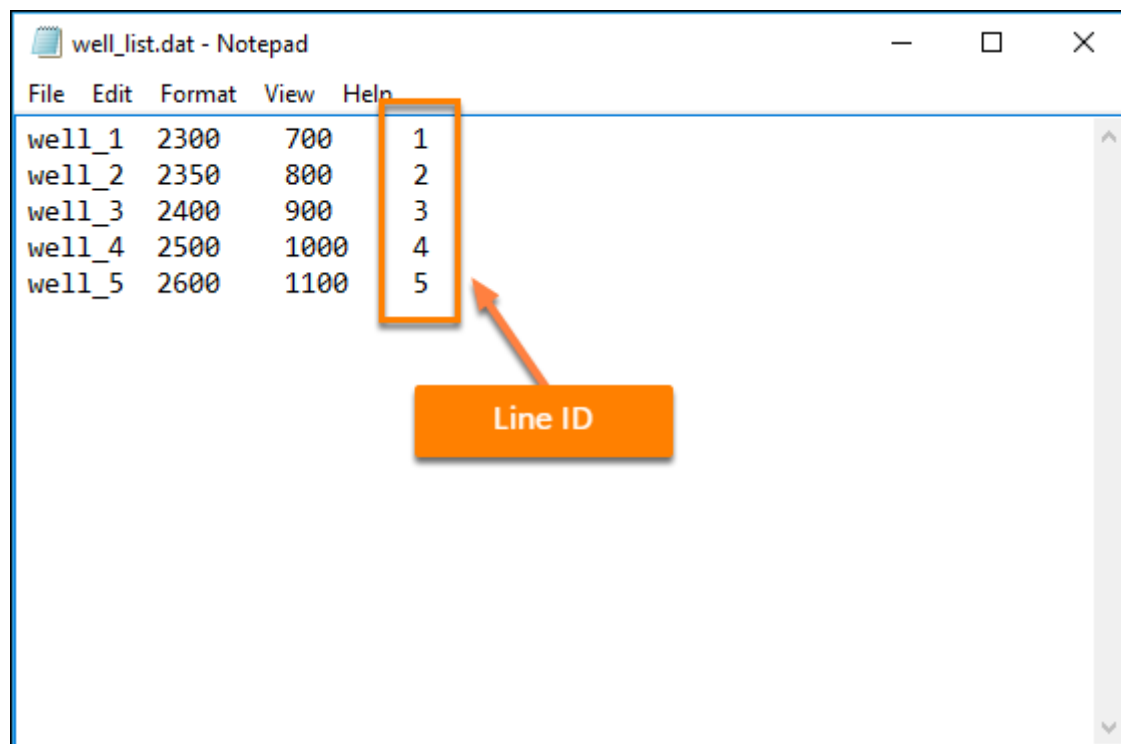 well_list.dat - Notepad
File Edit Format View Help
well_1 2300 700 1
well_2 2350 800 2
well_3 2400 900 3
well_4 2500 1000 4
well_5 2600 1100 5
Line ID